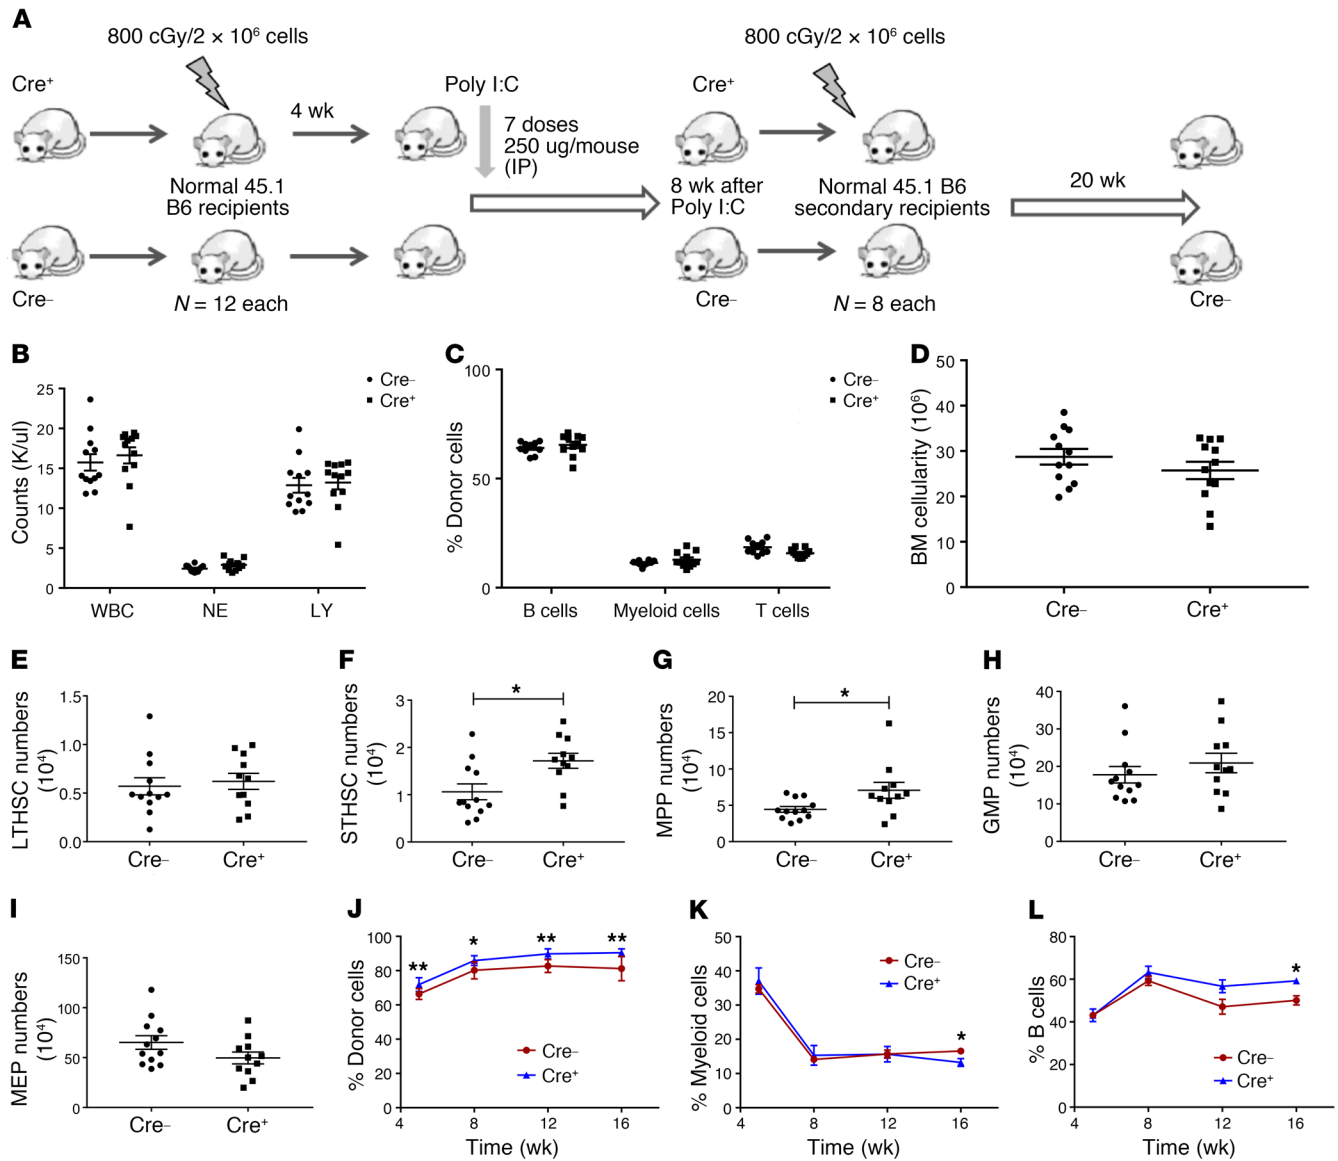 A
800 cGy/2 × 10⁶ cells
800 cGy/2 × 10⁶ cells
Cre⁺
4 wk
Poly I:C
Cre⁺
7 doses
250 ug/mouse
(IP)
Normal 45.1
B6 recipients
8 wk after
Poly I:C
Normal 45.1 B6
secondary recipients
20 wk
Cre–
N = 12 each
Cre–
N = 8 each
Cre–
B
Counts (K/ul)
25
20
15
10
5
0
WBC
NE
LY
Cre–
Cre⁺
C
% Donor cells
100
50
0
B cells
Myeloid cells
T cells
Cre–
Cre⁺
D
BM cellularity (10⁶)
50
40
30
20
10
0
Cre–
Cre⁺
E
LTHSC numbers
(10⁴)
1.5
1.0
0.5
0.0
Cre–
Cre⁺
F
STHSC numbers
(10⁴)
3
2
1
0
*
Cre–
Cre⁺
G
MPP numbers
(10⁴)
20
15
10
5
0
*
Cre–
Cre⁺
H
GMP numbers
(10⁴)
40
30
20
10
0
Cre–
Cre⁺
I
MEP numbers
(10⁴)
150
100
50
0
Cre–
Cre⁺
J
% Donor cells
100
80
60
40
20
0
** * ** **
Cre–
Cre⁺
4 8 12 16
Time (wk)
K
% Myeloid cells
50
40
30
20
10
0
Cre–
Cre⁺
*
4 8 12 16
Time (wk)
L
% B cells
80
60
40
20
0
*
Cre–
Cre⁺
4 8 12 16
Time (wk)